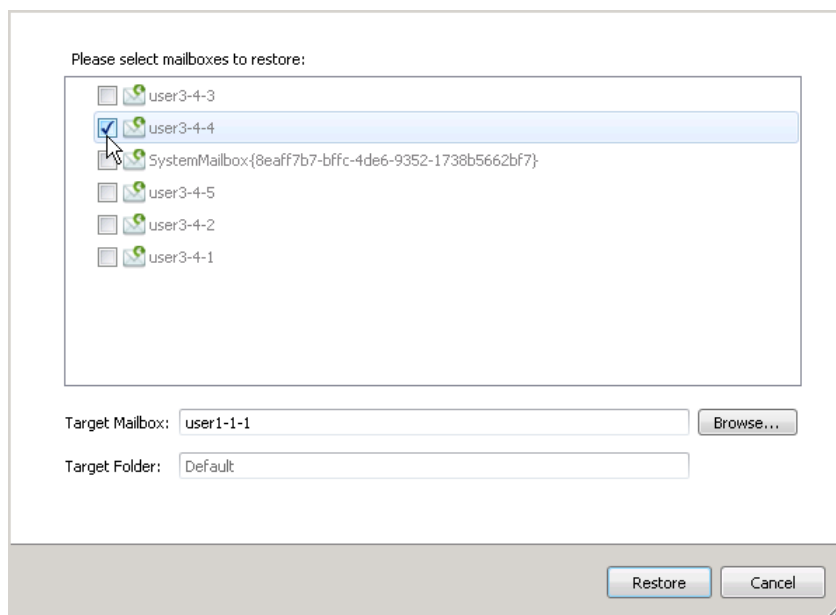 Please select mailboxes to restore:
user3-4-3
user3-4-4
SystemMailbox{8eaff7b7-bffc-4de6-9352-1738b5662bf7}
user3-4-5
user3-4-2
user3-4-1
Target Mailbox: user1-1-1 Browse...
Target Folder: Default
Restore Cancel